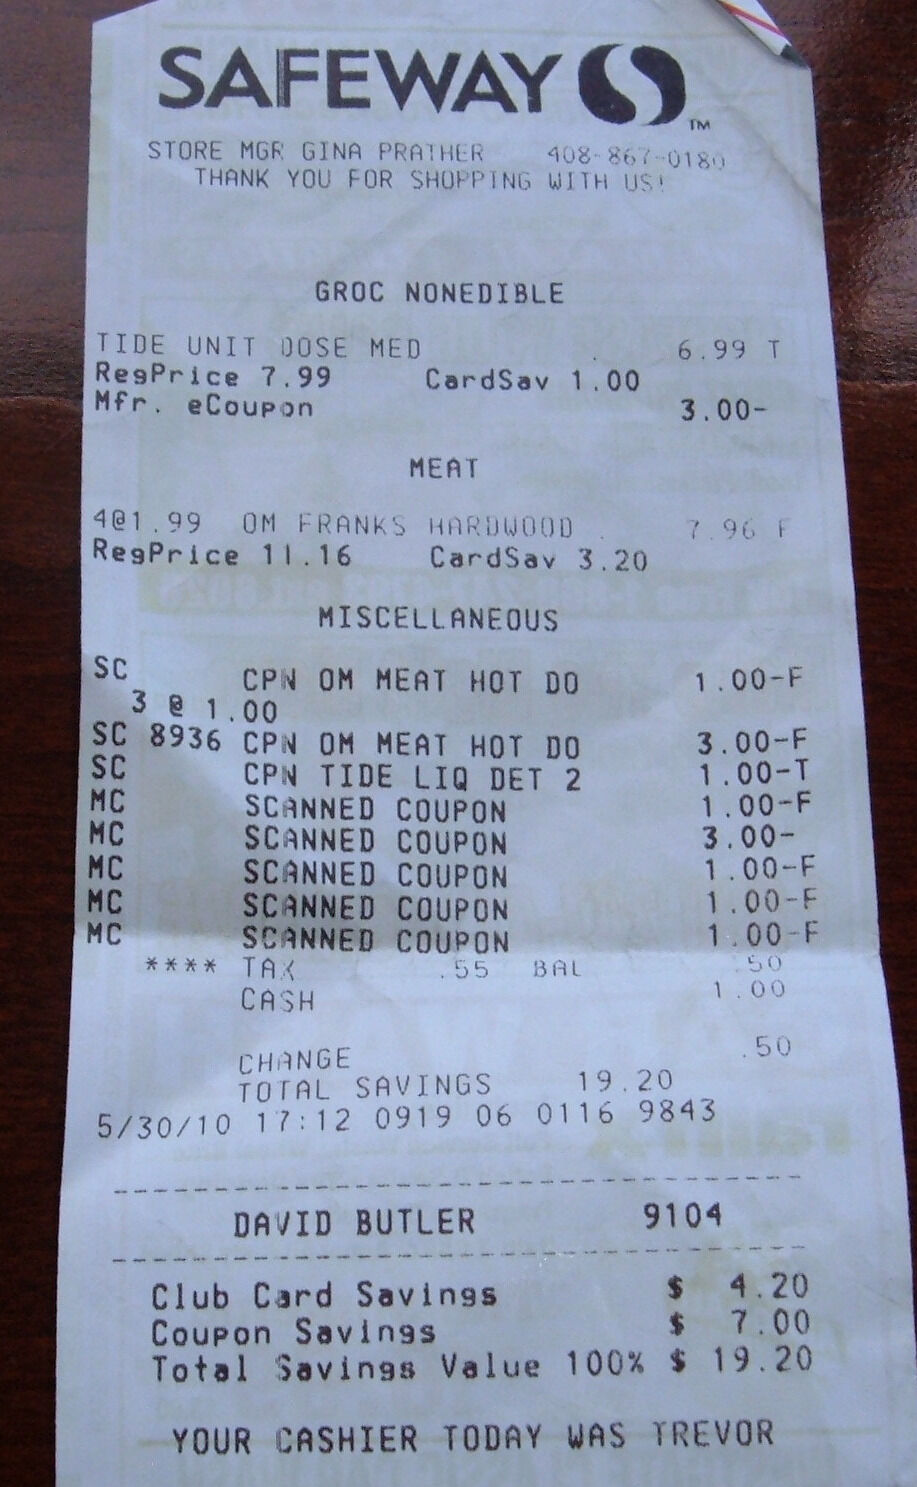 SAFEWAY TM
STORE MGR GINA PRATHER 408-867-0180
THANK YOU FOR SHOPPING WITH US!
GROC NONEDIBLE
TIDE UNIT DOSE MED 6.99 T
RegPrice 7.99 CardSav 1.00
Mfr. eCoupon 3.00-
MEAT
4@1.99 OM FRANKS HARDWOOD 7.96 F
RegPrice 11.16 CardSav 3.20
MISCELLANEOUS
SC CPN OM MEAT HOT DO 1.00-F
3 @ 1.00
SC 8936 CPN OM MEAT HOT DO 3.00-F
SC CPN TIDE LIQ DET 2 1.00-T
MC SCANNED COUPON 1.00-F
MC SCANNED COUPON 3.00-
MC SCANNED COUPON 1.00-F
MC SCANNED COUPON 1.00-F
MC SCANNED COUPON 1.00-F
**** TAX .55 BAL .50
CASH 1.00
CHANGE .50
TOTAL SAVINGS 19.20
5/30/10 17:12 0919 06 0116 9843
DAVID BUTLER 9104
Club Card Savings $ 4.20
Coupon Savings $ 7.00
Total Savings Value 100% $ 19.20
YOUR CASHIER TODAY WAS TREVOR